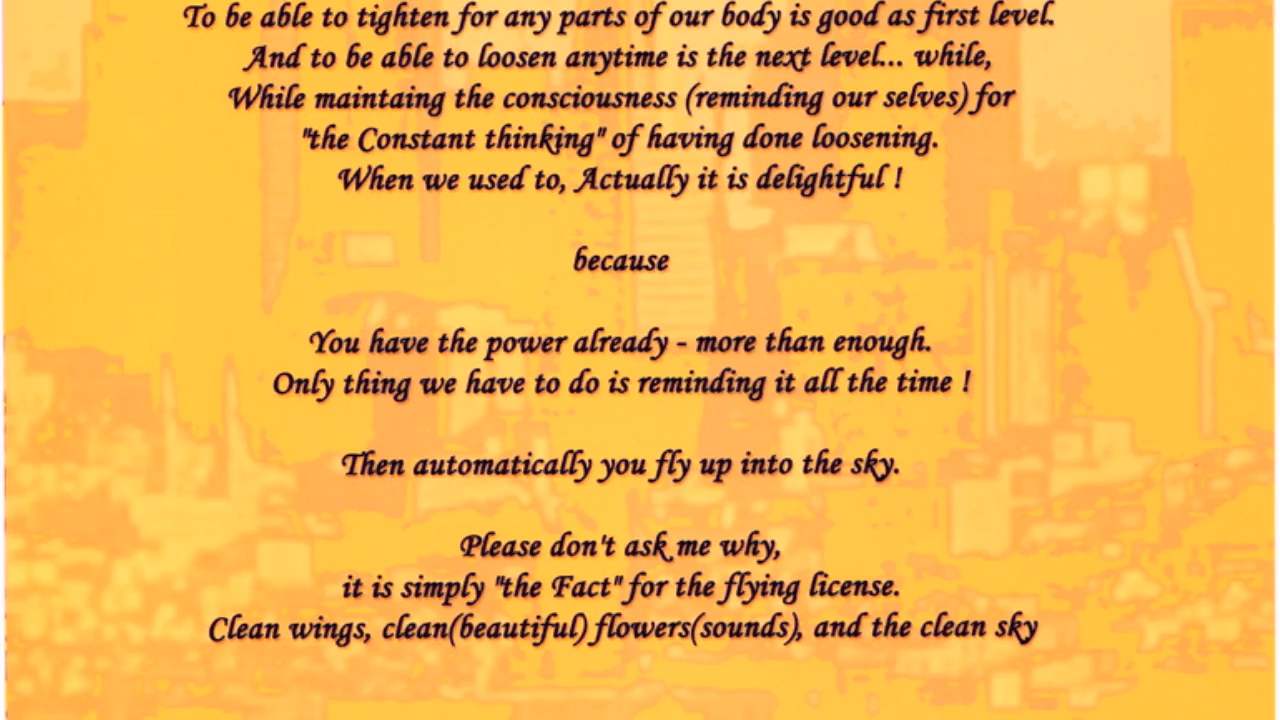 To be able to tighten for any parts of our body is good as first level.
And to be able to loosen anytime is the next level... while,
While maintaing the consciousness (reminding our selves) for
"the Constant thinking" of having done loosening.
When we used to, Actually it is delightful !
because
You have the power already - more than enough.
Only thing we have to do is reminding it all the time !
Then automatically you fly up into the sky.
Please don't ask me why,
it is simply "the Fact" for the flying license.
Clean wings, clean(beautiful) flowers(sounds), and the clean sky